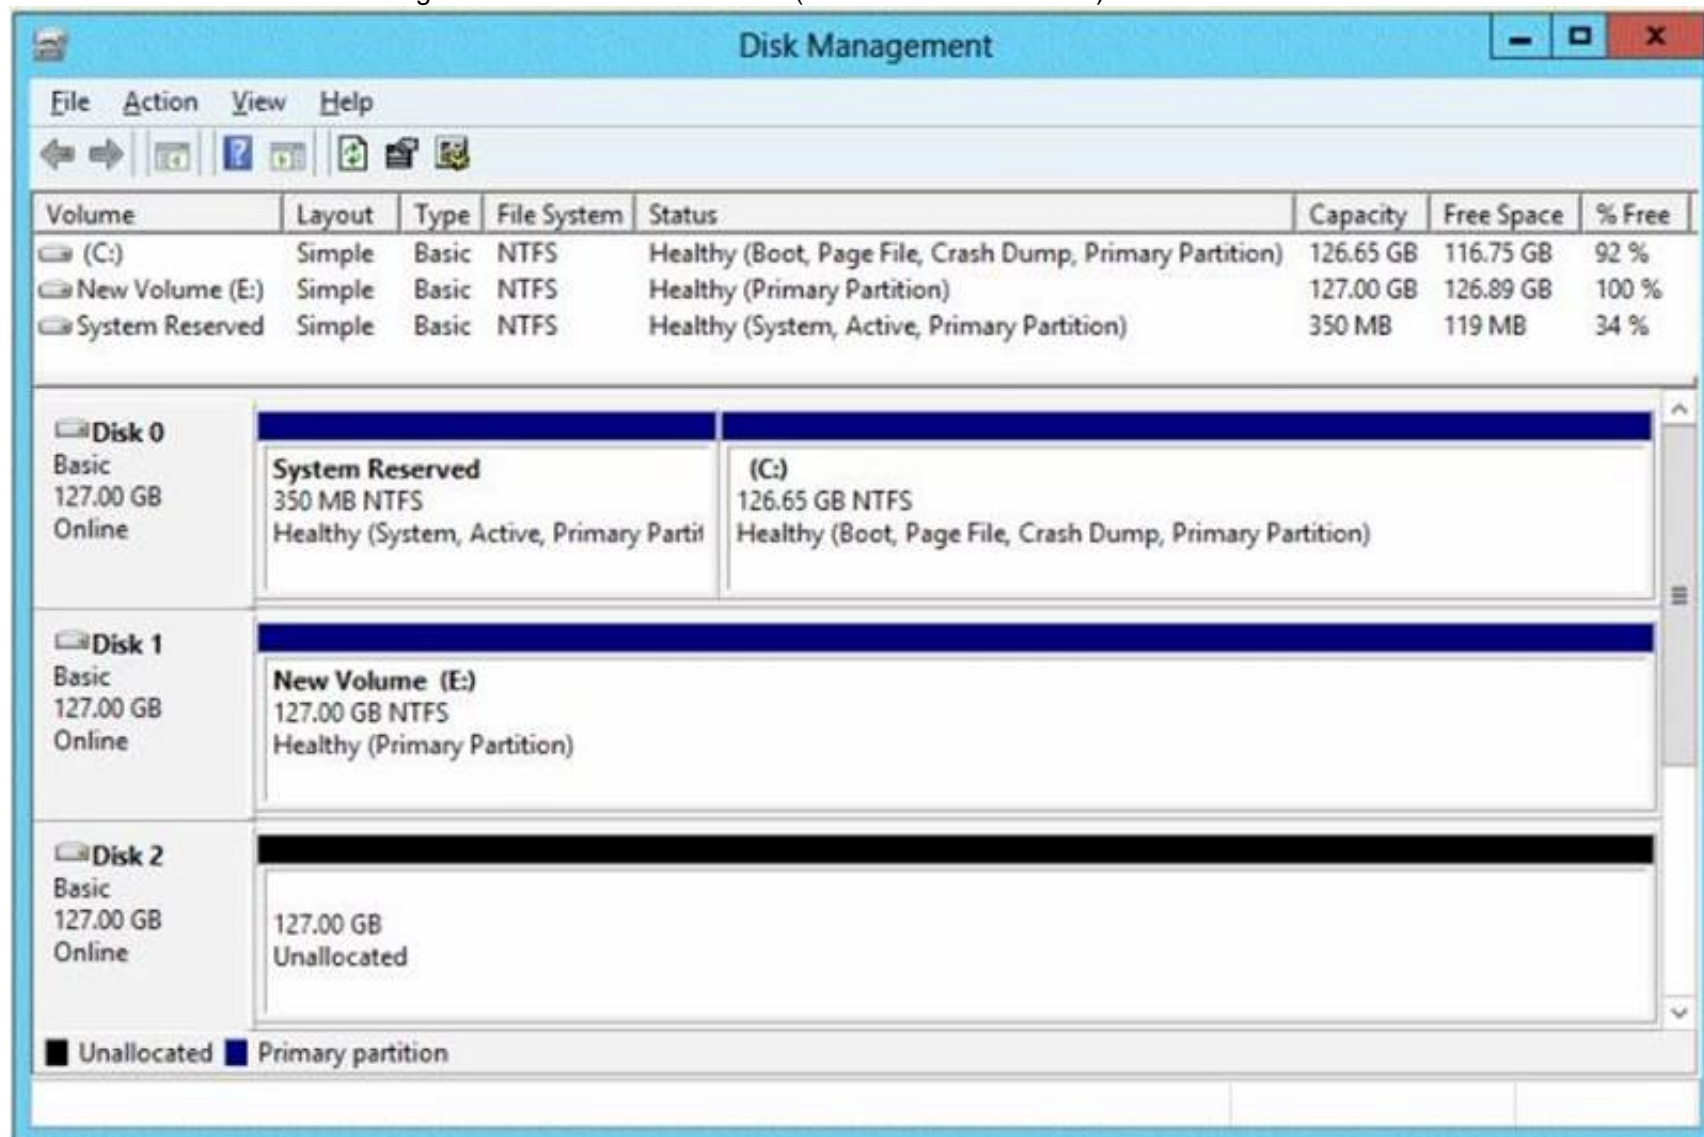 Disk Management
File Action View Help
Volume Layout Type File System Status Capacity Free Space % Free
(C:) Simple Basic NTFS Healthy (Boot, Page File, Crash Dump, Primary Partition) 126.65 GB 116.75 GB 92 %
New Volume (E:) Simple Basic NTFS Healthy (Primary Partition) 127.00 GB 126.89 GB 100 %
System Reserved Simple Basic NTFS Healthy (System, Active, Primary Partition) 350 MB 119 MB 34 %
Disk 0
Basic
127.00 GB
Online
System Reserved
350 MB NTFS
Healthy (System, Active, Primary Partit
(C:)
126.65 GB NTFS
Healthy (Boot, Page File, Crash Dump, Primary Partition)
Disk 1
Basic
127.00 GB
Online
New Volume (E:)
127.00 GB NTFS
Healthy (Primary Partition)
Disk 2
Basic
127.00 GB
Online
127.00 GB
Unallocated
Unallocated Primary partition